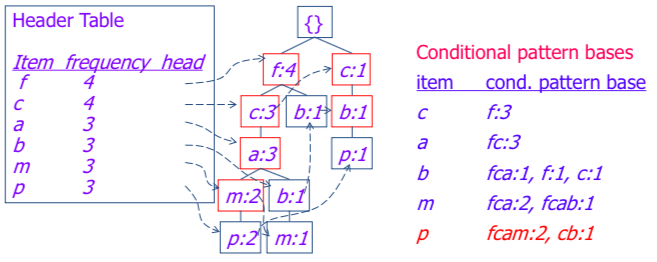 Header Table
Item frequency head
f 4
c 4
a 3
b 3
m 3
p 3
{}
f:4 c:1
c:3 b:1 b:1
a:3 p:1
m:2 b:1
p:2 m:1
Conditional pattern bases
item cond. pattern base
c f:3
a fc:3
b fca:1, f:1, c:1
m fca:2, fcab:1
p fcam:2, cb:1